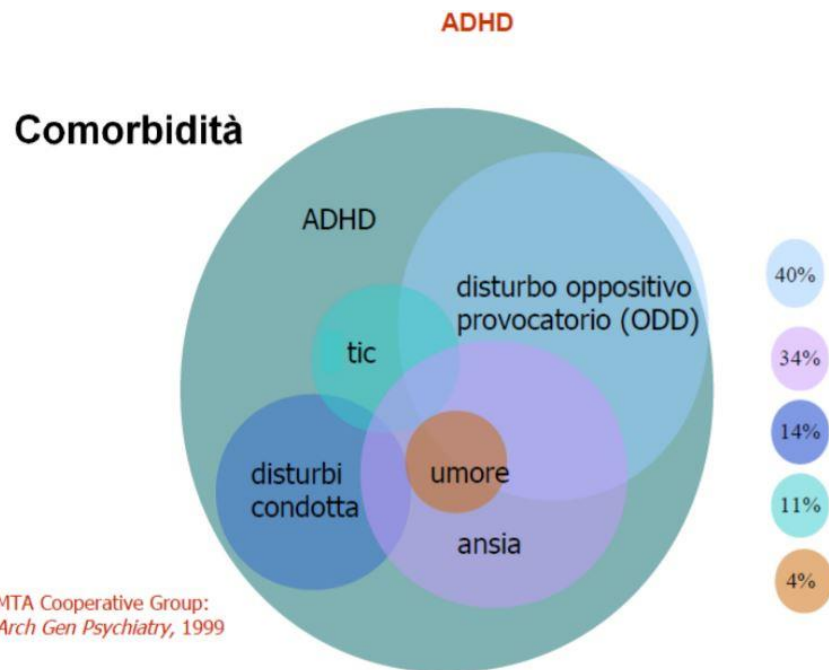 ADHD
Comorbidità
ADHD
disturbo oppositivo
provocatorio (ODD)
tic
disturbi
condotta
umore
ansia
40%
34%
14%
11%
4%
MTA Cooperative Group:
Arch Gen Psychiatry, 1999